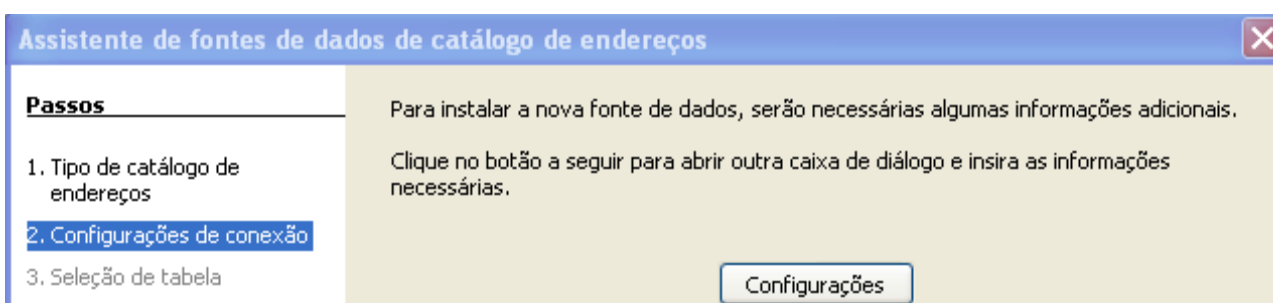 Assistente de fontes de dados de catálogo de endereços
Passos
1. Tipo de catálogo de
endereços
2. Configurações de conexão
3. Seleção de tabela
Para instalar a nova fonte de dados, serão necessárias algumas informações adicionais.
Clique no botão a seguir para abrir outra caixa de diálogo e insira as informações
necessárias.
Configurações